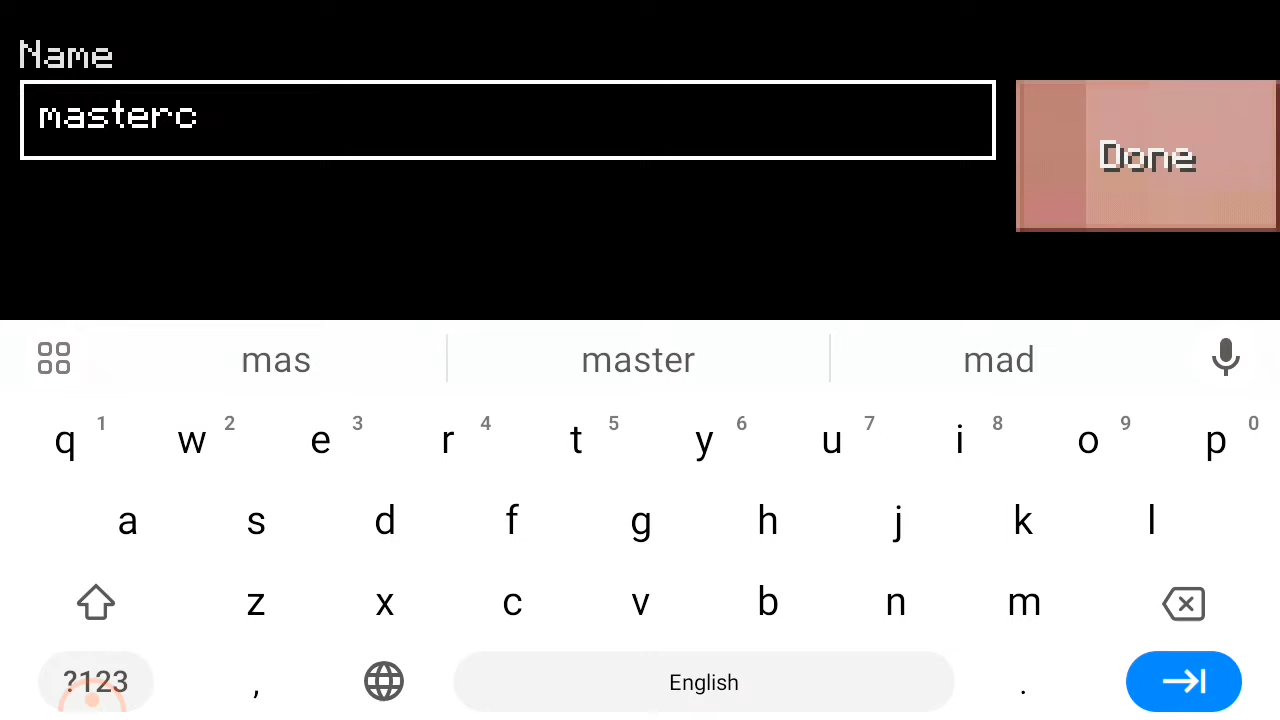 Name
masterc
Done
mas master mad
q 1 w 2 e 3 r 4 t 5 y 6 u 7 i 8 o 9 p 0
a s d f g h j k l
z x c v b n m
?123 , English .